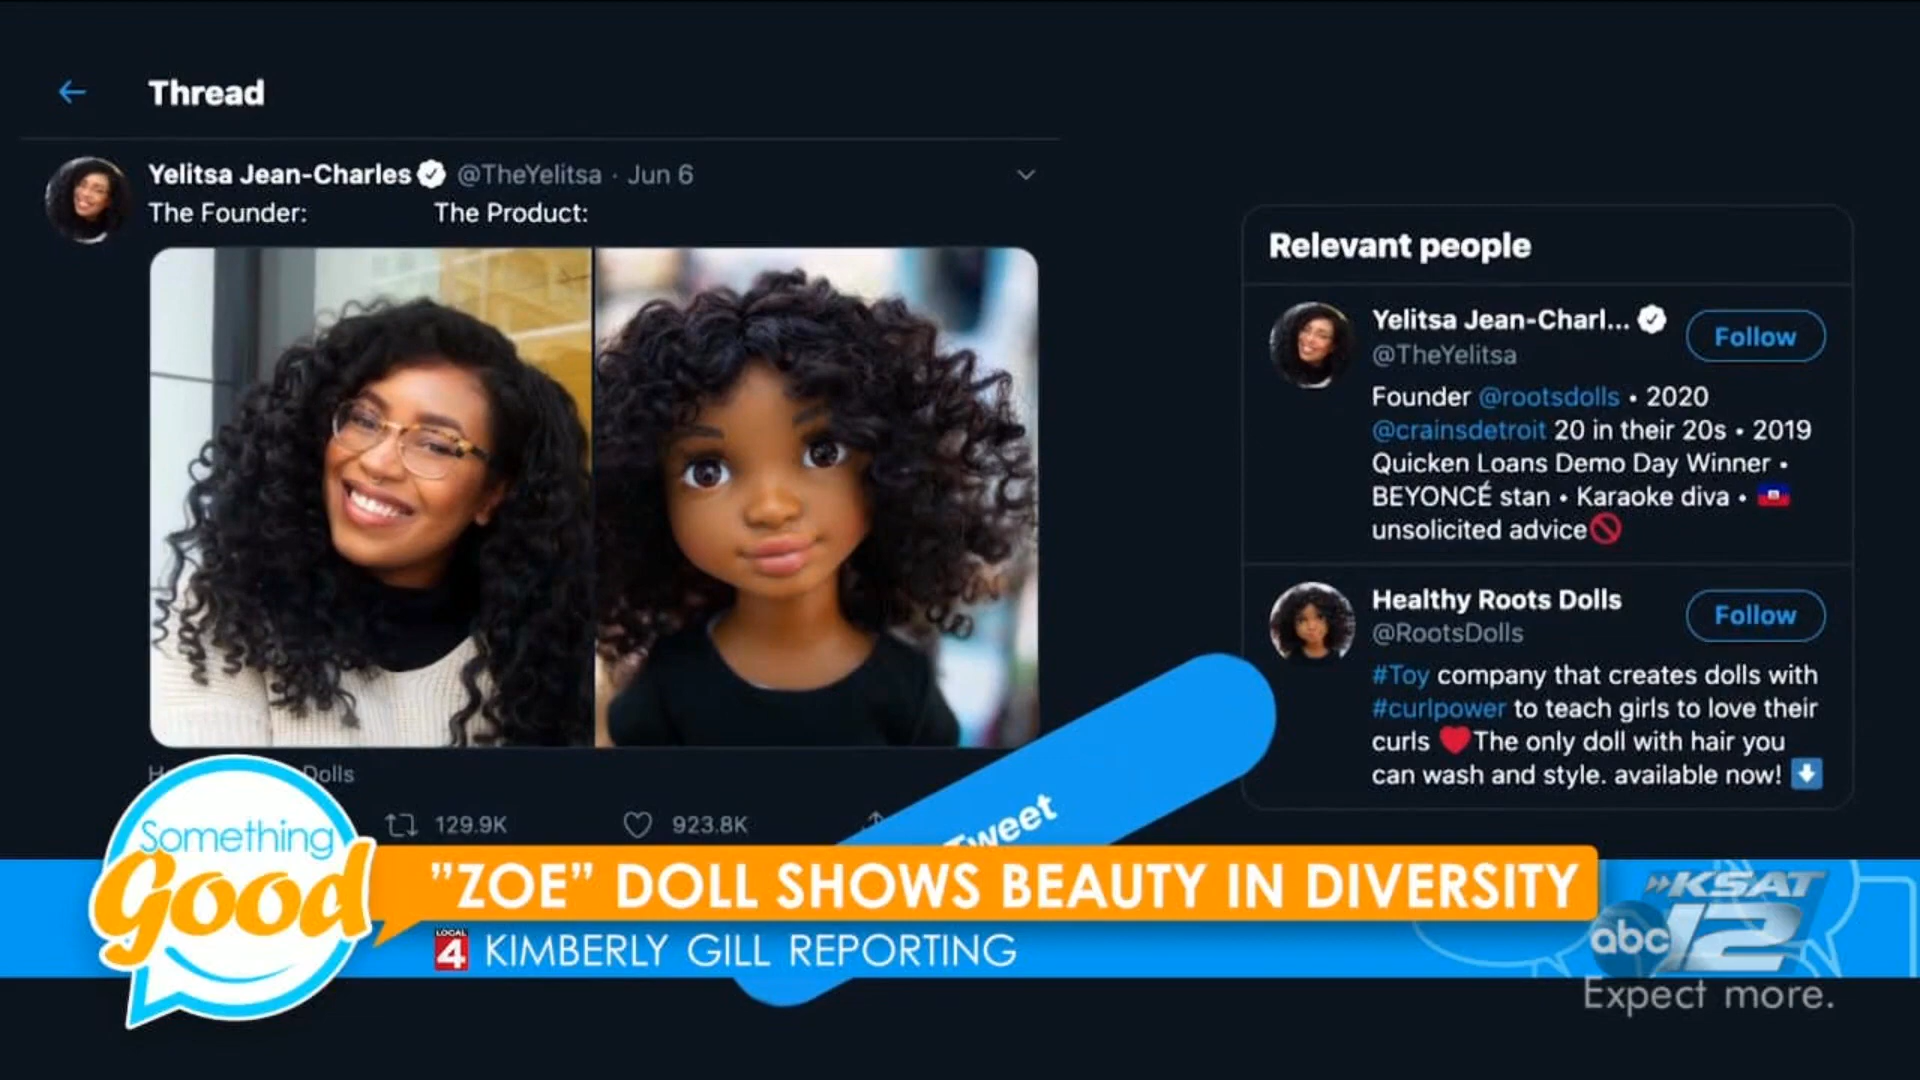 Thread
Yelitsa Jean-Charles @TheYelitsa · Jun 6
The Founder: The Product:
Dolls
129.9K 923.8K
Tweet
Relevant people
Yelitsa Jean-Charl...
Follow
@TheYelitsa
Founder @rootsdolls • 2020
@crainsdetroit 20 in their 20s • 2019
Quicken Loans Demo Day Winner •
BEYONCÉ stan • Karaoke diva • 🇭🇹
unsolicited advice🚫
Healthy Roots Dolls
Follow
@RootsDolls
#Toy company that creates dolls with
#curlpower to teach girls to love their
curls ❤️The only doll with hair you
can wash and style. available now! ⬇️
Something
Good
"ZOE" DOLL SHOWS BEAUTY IN DIVERSITY
LOCAL
4
KIMBERLY GILL REPORTING
KSAT
abc 12
Expect more.